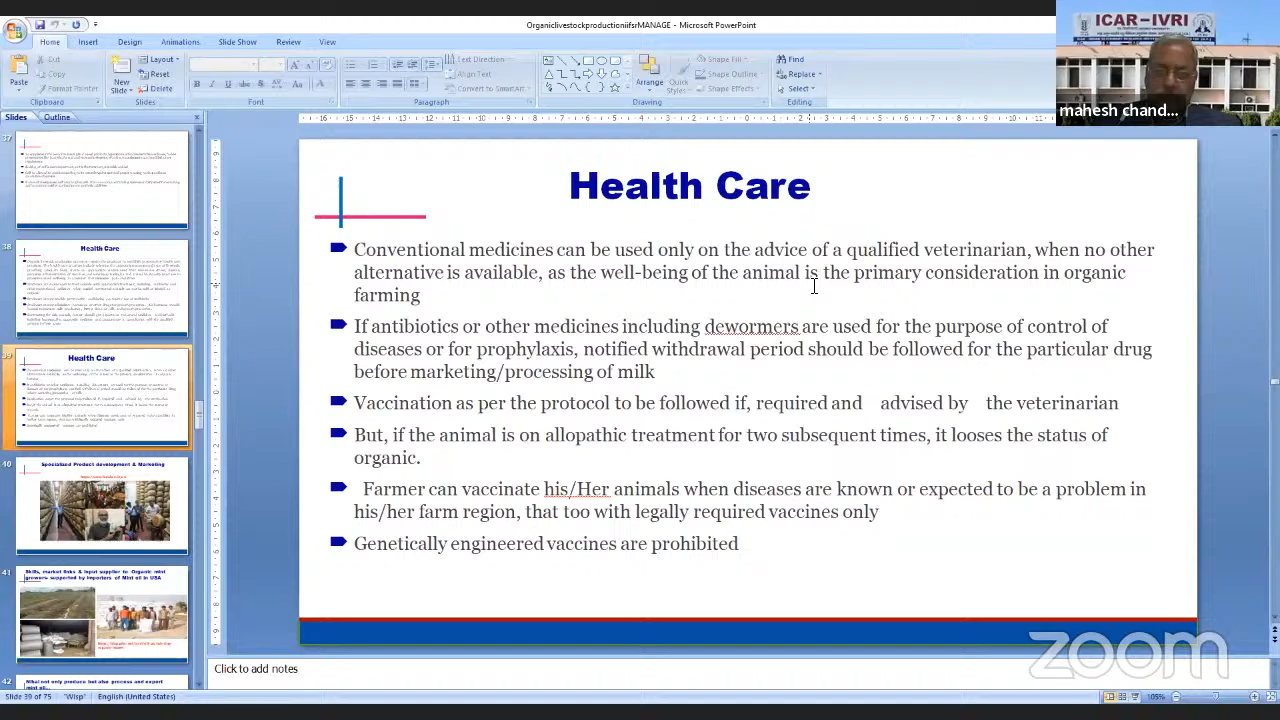 OrganiclivestockproductioniifsrMANAGE - Microsoft PowerPoint
Home Insert Design Animations Slide Show Review View
Paste
Cut
Copy
Format Painter
Clipboard
New
Slide
Layout
Reset
Delete
Slides
Font
Paragraph
Text Direction
Align Text
Convert to SmartArt
Arrange
Quick
Styles
Shape Fill
Shape Outline
Shape Effects
Drawing
Find
Replace
Select
Editing
ICAR-IVRI
mahesh chand...
Slides Outline
37
38
Health Care
39
Health Care
40
Specialized Product development & Marketing
41
Skills, market links & input supplier to Organic mint
growers- supported by importers of Mint oil in USA
42
Mihai not only produce but also process and export
mint oil...
Health Care
Conventional medicines can be used only on the advice of a qualified veterinarian, when no other
alternative is available, as the well-being of the animal is the primary consideration in organic
farming
If antibiotics or other medicines including dewormers are used for the purpose of control of
diseases or for prophylaxis, notified withdrawal period should be followed for the particular drug
before marketing/processing of milk
Vaccination as per the protocol to be followed if required and advised by the veterinarian
But, if the animal is on allopathic treatment for two subsequent times, it looses the status of
organic.
Farmer can vaccinate his/Her animals when diseases are known or expected to be a problem in
his/her farm region, that too with legally required vaccines only
Genetically engineered vaccines are prohibited
zoom
Click to add notes
Slide 39 of 75 "Wisp" English (United States) 105%